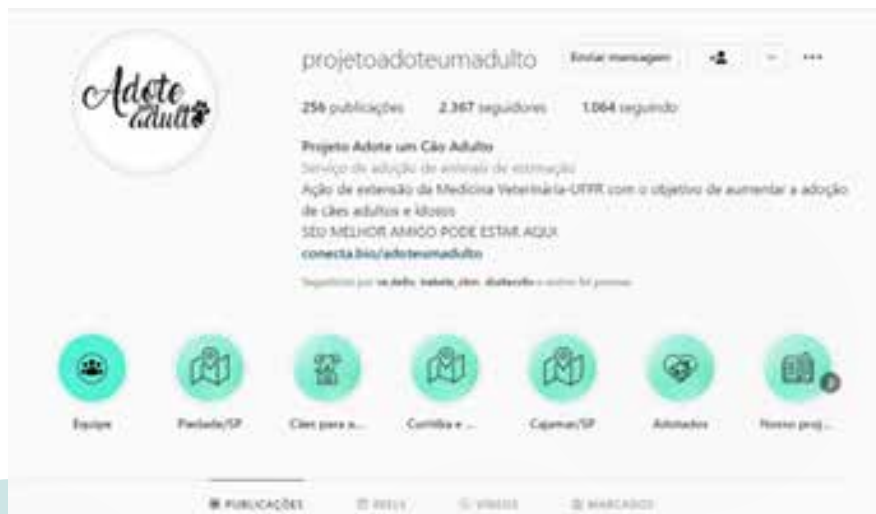 Adote
um
adulto
projetoadoteumadulto Enviar mensagem
256 publicações 2.367 seguidores 1.064 seguindo
Projeto Adote um Cão Adulto
Serviço de adoção de animais de estimação
Ação de extensão da Medicina Veterinária-UFPR com o objetivo de aumentar a adoção
de cães adultos e idosos
SEU MELHOR AMIGO PODE ESTAR AQUI
conecta.bio/adoteumadulto
Equipe Piedade/SP Cães para a... Curitiba e ... Cajamar/SP Adotados Nosso proj...
PUBLICAÇÕES REELS VÍDEOS MARCADOS